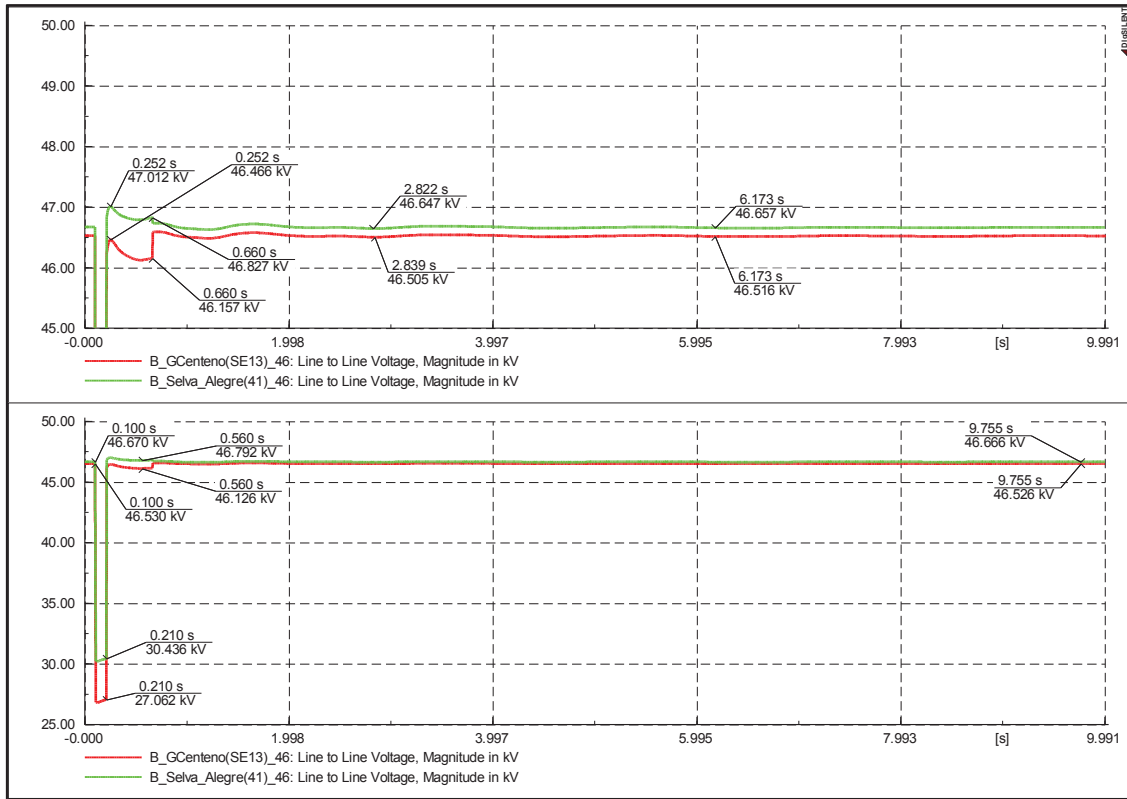 DIgSILENT
50.00
49.00
48.00
47.00
46.00
45.00
-0.000
1.998
3.997
5.995
7.993
[s]
9.991
0.252 s
47.012 kV
0.252 s
46.466 kV
0.660 s
46.827 kV
0.660 s
46.157 kV
2.822 s
46.647 kV
2.839 s
46.505 kV
6.173 s
46.657 kV
6.173 s
46.516 kV
B_GCenteno(SE13)_46: Line to Line Voltage, Magnitude in kV
B_Selva_Alegre(41)_46: Line to Line Voltage, Magnitude in kV
50.00
45.00
40.00
35.00
30.00
25.00
-0.000
1.998
3.997
5.995
7.993
[s]
9.991
0.100 s
46.670 kV
0.560 s
46.792 kV
0.100 s
46.530 kV
0.560 s
46.126 kV
0.210 s
30.436 kV
0.210 s
27.062 kV
9.755 s
46.666 kV
9.755 s
46.526 kV
B_GCenteno(SE13)_46: Line to Line Voltage, Magnitude in kV
B_Selva_Alegre(41)_46: Line to Line Voltage, Magnitude in kV